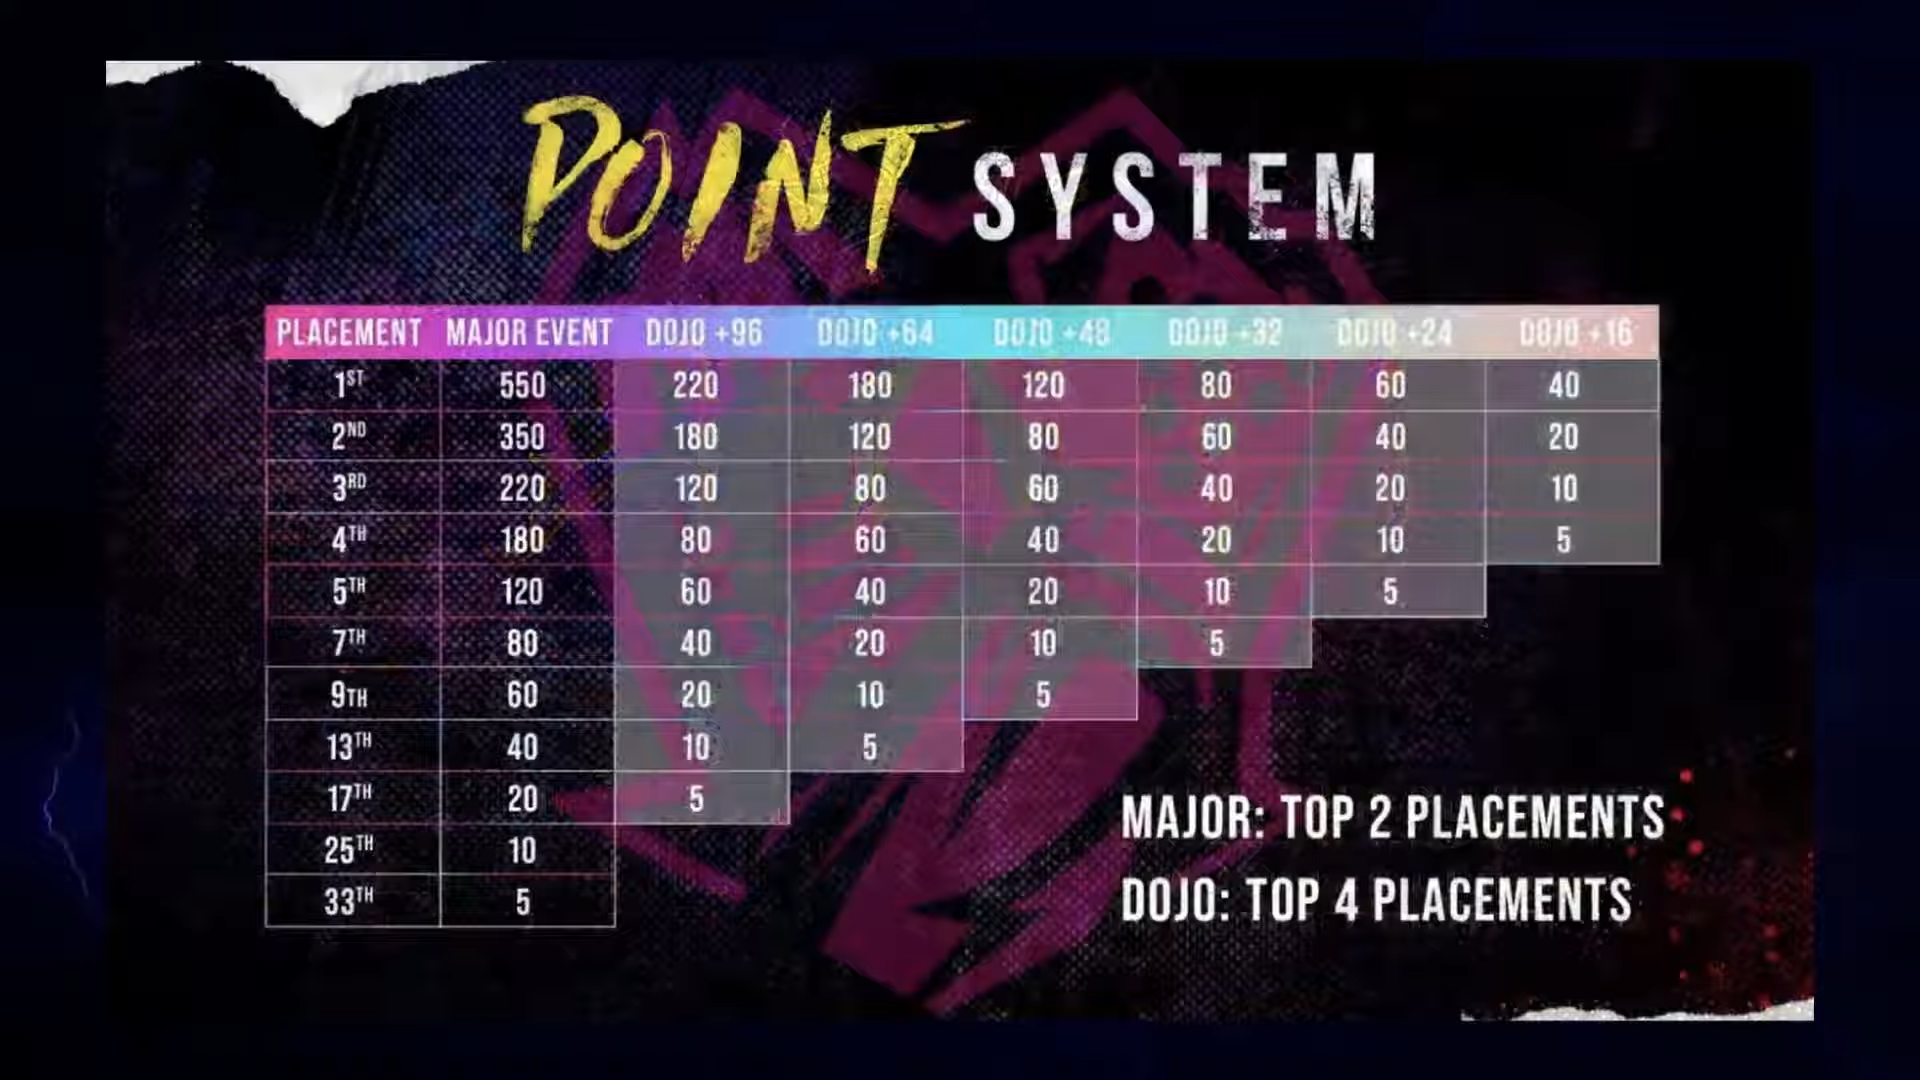 POINT SYSTEM
PLACEMENT MAJOR EVENT DOJO +96 DOJO +64 DOJO +48 DOJO +32 DOJO +24 DOJO +16
1ST 550 220 180 120 80 60 40
2ND 350 180 120 80 60 40 20
3RD 220 120 80 60 40 20 10
4TH 180 80 60 40 20 10 5
5TH 120 60 40 20 10 5
7TH 80 40 20 10 5
9TH 60 20 10 5
13TH 40 10 5
17TH 20 5
25TH 10
33TH 5
MAJOR: TOP 2 PLACEMENTS
DOJO: TOP 4 PLACEMENTS